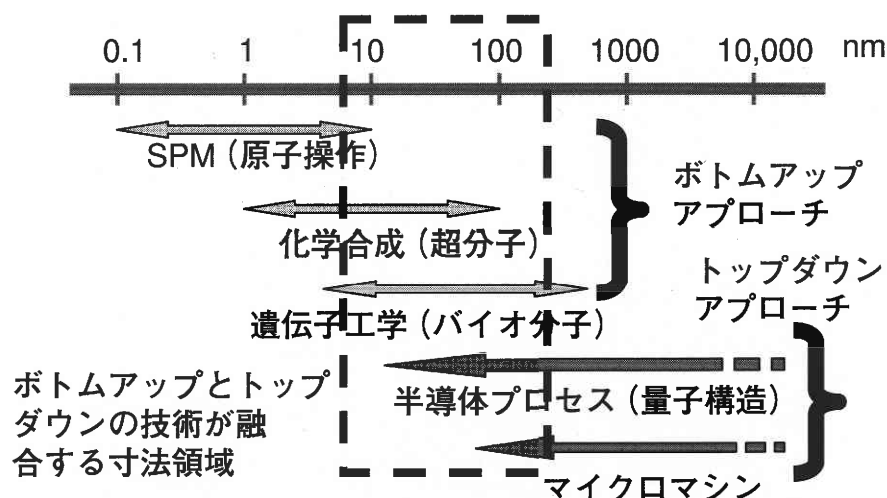 0.1 1 10 100 1000 10,000 nm
SPM（原子操作）
ボトムアップ
アプローチ
化学合成（超分子）
トップダウン
アプローチ
遺伝子工学（バイオ分子）
半導体プロセス（量子構造）
ボトムアップとトップ
ダウンの技術が融
合する寸法領域
マイクロマシン